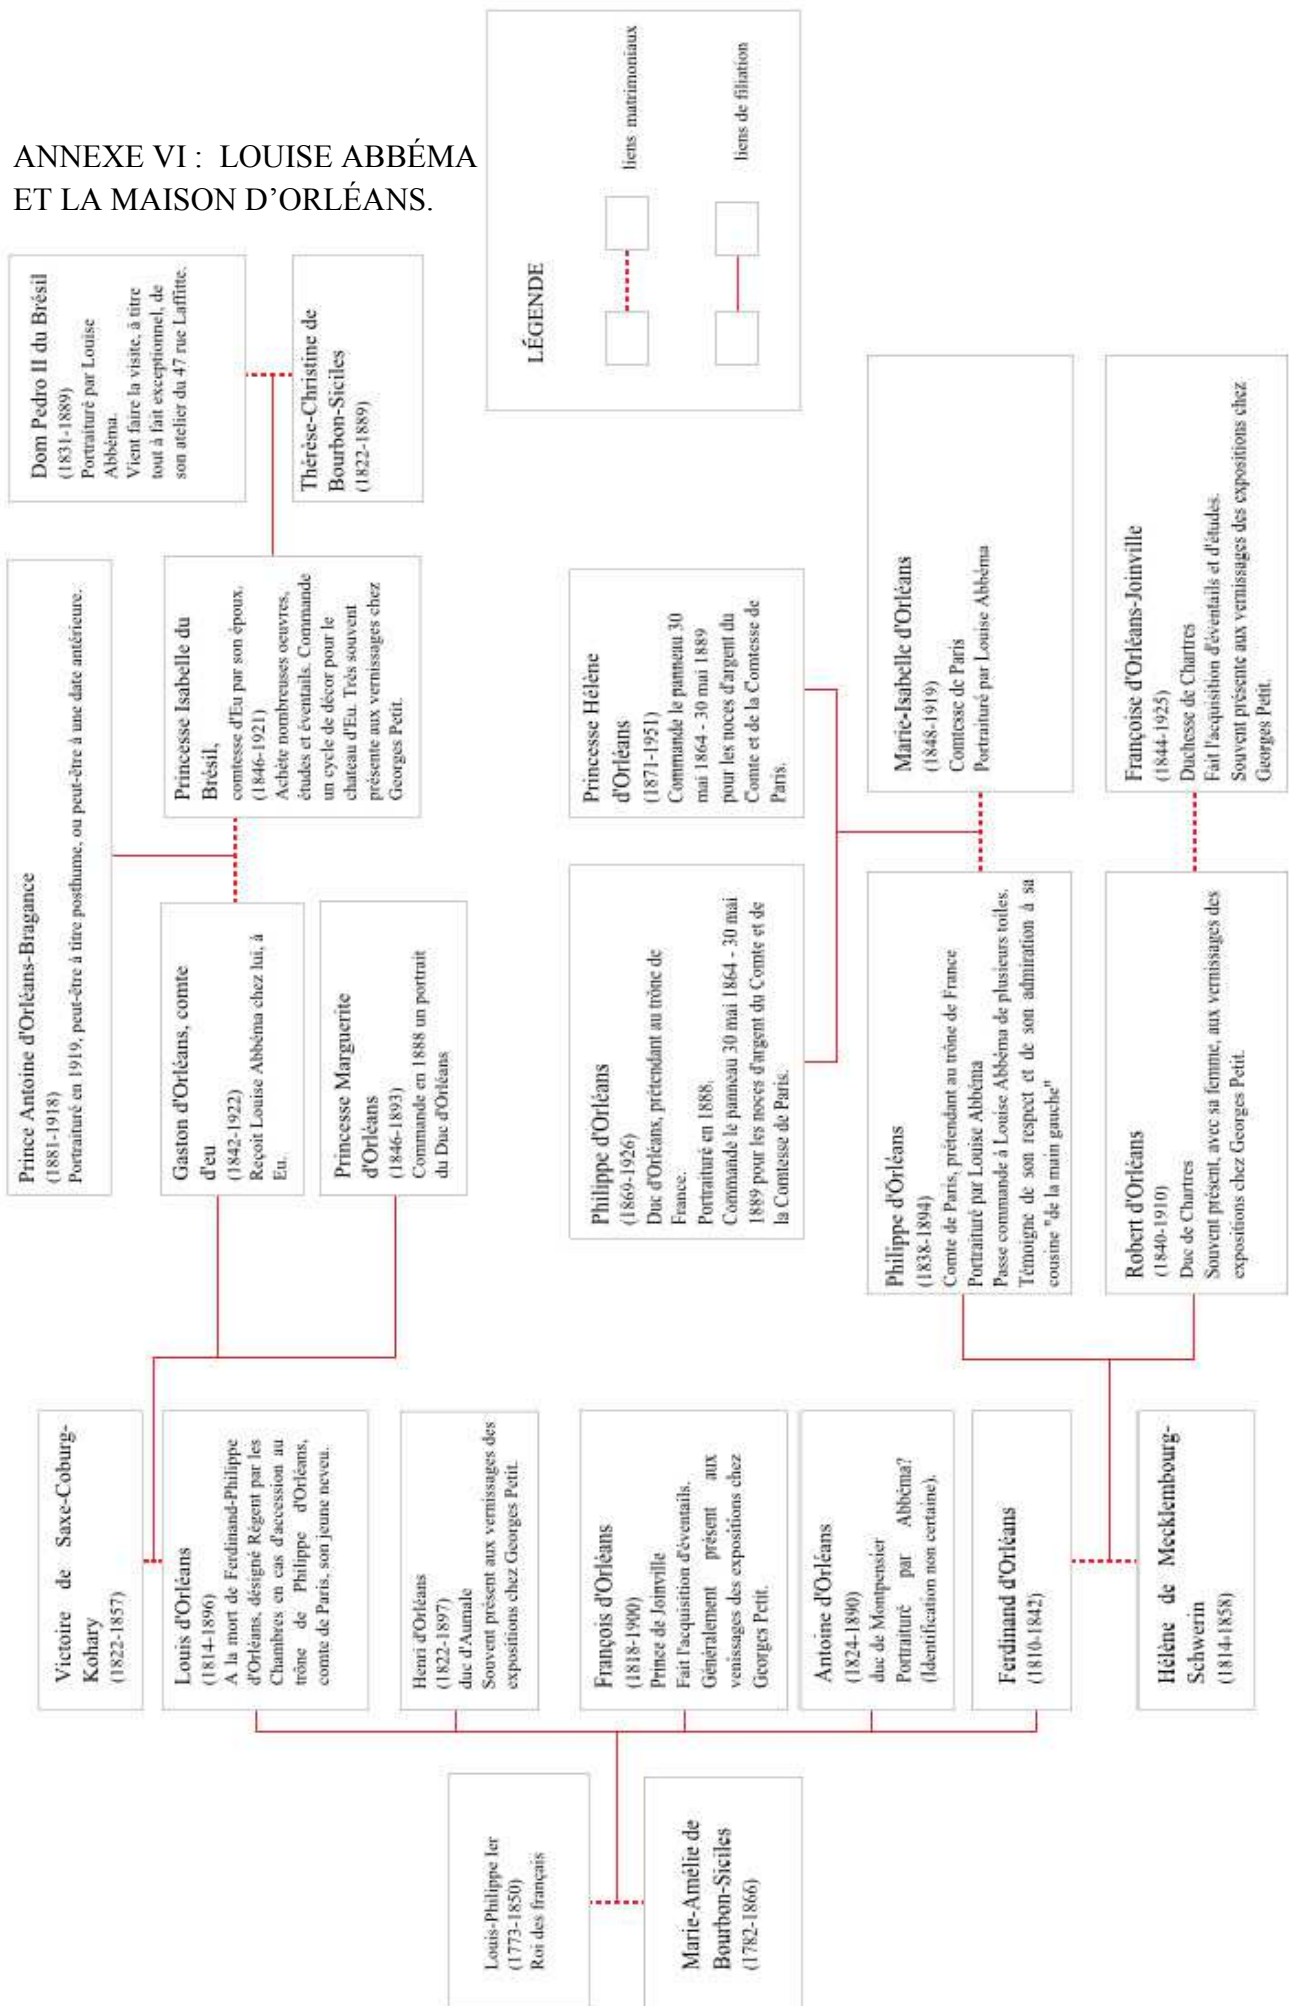 ANNEXE VI : LOUISE ABBÉMA
ET LA MAISON D'ORLÉANS.
Louis-Philippe Ier
(1773-1850)
Roi des français
Marie-Amélie de
Bourbon-Siciles
(1782-1866)
Victoire de Saxe-Coburg-
Kohary
(1822-1857)
Louis d'Orléans
(1814-1896)
A la mort de Ferdinand-Philippe
d'Orléans, désigné Régent par les
Chambres en cas d'accession au
trône de Philippe d'Orléans,
comte de Paris, son jeune neveu.
Henri d'Orléans
(1822-1897)
duc d'Aumale
Souvent présent aux vernissages des
expositions chez Georges Petit.
François d'Orléans
(1818-1900)
Prince de Joinville
Fait l'acquisition d'éventails.
Généralement présent aux
venissages des expositions chez
Georges Petit.
Antoine d'Orléans
(1824-1890)
duc de Montpensier
Portraituré par Abbéma?
(Identification non certaine).
Ferdinand d'Orléans
(1810-1842)
Hélène de Mecklembourg-
Schwerin
(1814-1858)
Prince Antoine d'Orléans-Bragance
(1881-1918)
Portraituré en 1919, peut-être à titre posthume, ou peut-être à une date antérieure.
Gaston d'Orléans, comte
d'eu
(1842-1922)
Reçoit Louise Abbéma chez lui, à
Eu.
Princesse Marguerite
d'Orléans
(1846-1893)
Commande en 1888 un portrait
du Duc d'Orléans
Philippe d'Orléans
(1869-1926)
Duc d'Orléans, prétendant au trône de
France.
Portraituré en 1888.
Commande le panneau 30 mai 1864 - 30 mai
1889 pour les noces d'argent du Comte et de
la Comtesse de Paris.
Philippe d'Orléans
(1838-1894)
Comte de Paris, prétendant au trône de France
Portraituré par Louise Abbéma
Passe commande à Louise Abbéma de plusieurs toiles.
Témoigne de son respect et de son admiration à sa
cousine "de la main gauche"
Robert d'Orléans
(1840-1910)
Duc de Chartres
Souvent présent, avec sa femme, aux vernissages des
expositions chez Georges Petit.
Princesse Isabelle du
Brésil,
comtesse d'Eu par son époux.
(1846-1921)
Achète nombreuses oeuvres,
études et éventails. Commande
un cycle de décor pour le
chateau d'Eu. Très souvent
présente aux vernissages chez
Georges Petit.
Princesse Hélène
d'Orléans
(1871-1951)
Commande le panneau 30
mai 1864 - 30 mai 1889
pour les noces d'argent du
Comte et de la Comtesse de
Paris.
Marie-Isabelle d'Orléans
(1848-1919)
Comtesse de Paris
Portraituré par Louise Abbéma
Françoise d'Orléans-Joinville
(1844-1925)
Duchesse de Chartres
Fait l'acquisition d'éventails et d'études.
Souvent présente aux vernissages des expositions chez
Georges Petit.
Dom Pedro II du Brésil
(1831-1889)
Portraituré par Louise
Abbéma.
Vient faire la visite, à titre
tout à fait exceptionnel, de
son atelier du 47 rue Laffitte.
Thérèse-Christine de
Bourbon-Siciles
(1822-1889)
LÉGENDE
liens matrimoniaux
liens de filiation